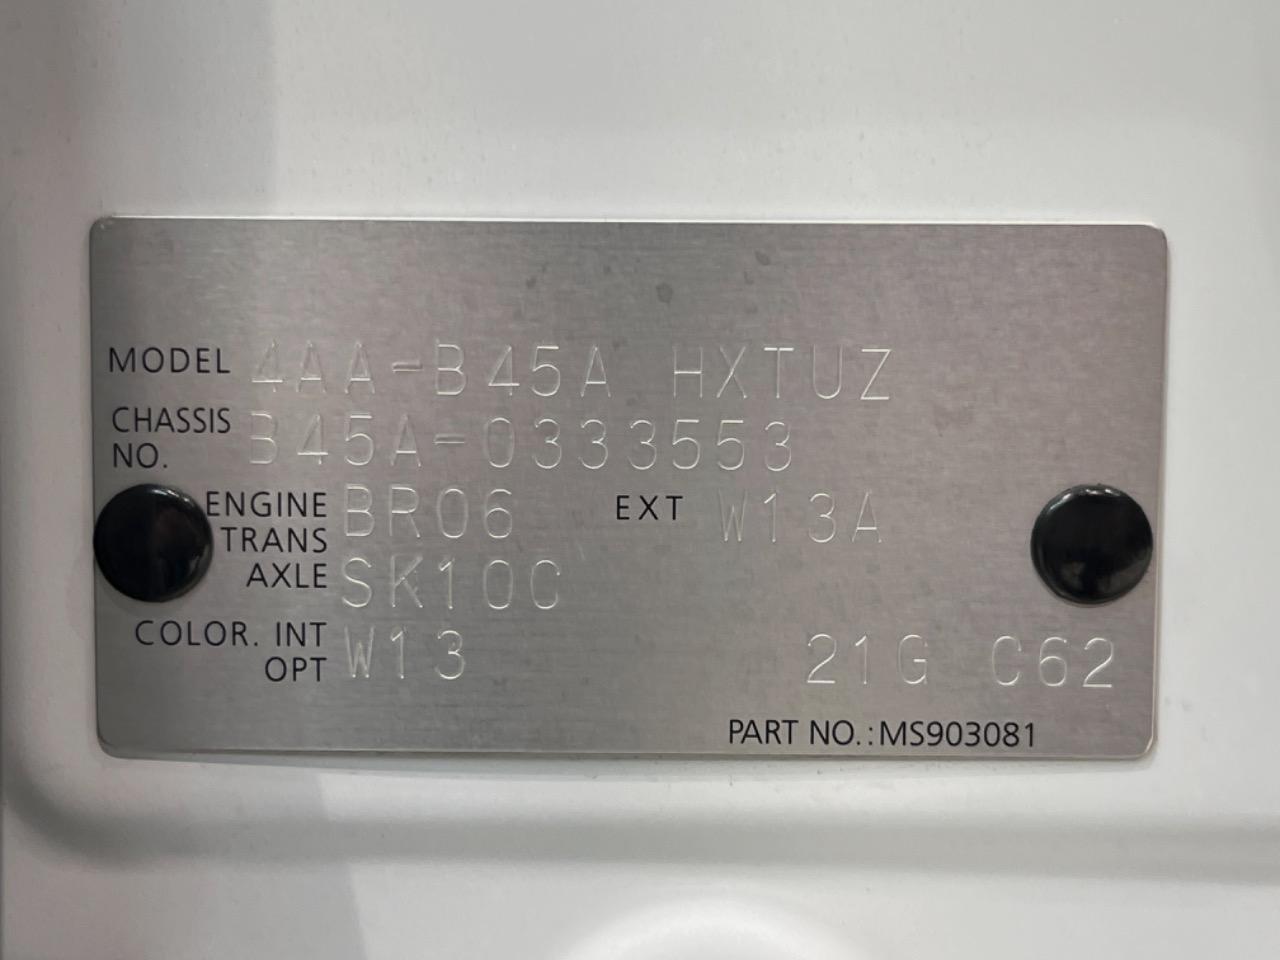 MODEL 4AA-B45A HXTUZ
CHASSIS NO. B45A-0333553
ENGINE BR06 EXT W13A
TRANS AXLE SK10C
COLOR. INT OPT W13 21G C62
PART NO.:MS903081